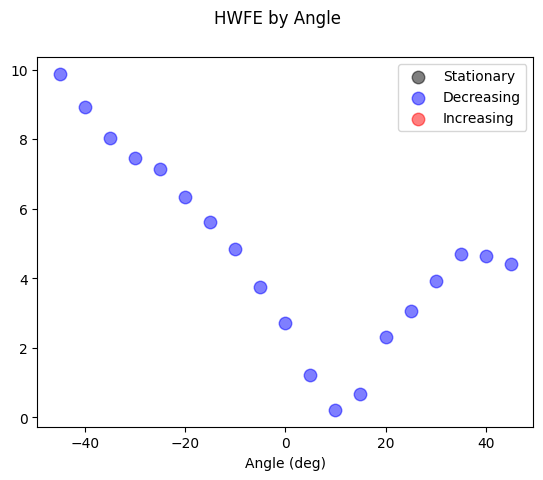 HWFE by Angle
Stationary
Decreasing
Increasing
10
8
6
4
2
0
−40
−20
0
20
40
Angle (deg)